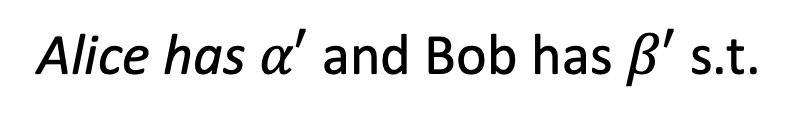 Alice has α′ and Bob has β′ s.t.